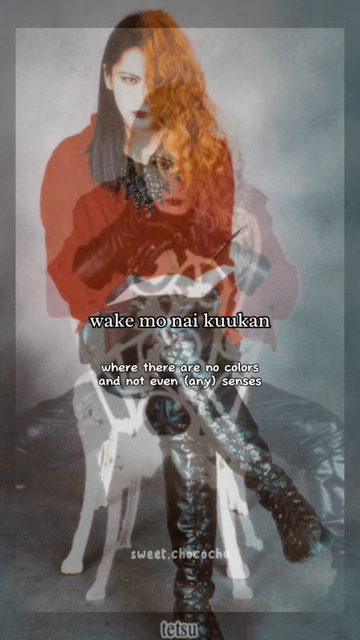 wake mo nai kuukan
where there are no colors
and not even (any) senses
sweet.chococha
tetsu